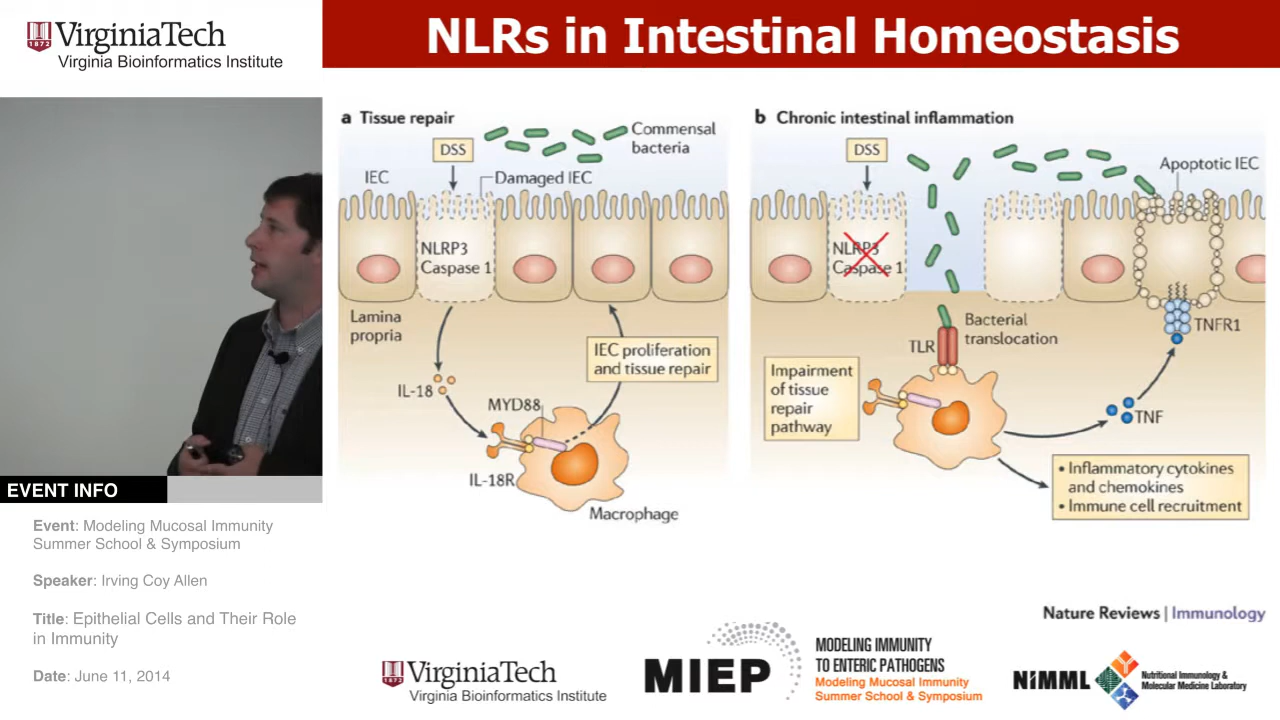 VirginiaTech
1872
Virginia Bioinformatics Institute
NLRs in Intestinal Homeostasis
a Tissue repair
DSS
Commensal
bacteria
IEC
Damaged IEC
NLRP3
Caspase 1
Lamina
propria
IL-18
IEC proliferation
and tissue repair
MYD88
IL-18R
Macrophage
b Chronic intestinal inflammation
DSS
Apoptotic IEC
NLRP3
Caspase 1
TNFR1
Bacterial
translocation
TLR
Impairment
of tissue
repair
pathway
TNF
• Inflammatory cytokines
and chemokines
• Immune cell recruitment
Nature Reviews | Immunology
EVENT INFO
Event: Modeling Mucosal Immunity
Summer School & Symposium
Speaker: Irving Coy Allen
Title: Epithelial Cells and Their Role
in Immunity
Date: June 11, 2014
VirginiaTech
1872
Virginia Bioinformatics Institute
MIEP
MODELING IMMUNITY
TO ENTERIC PATHOGENS
Modeling Mucosal Immunity
Summer School & Symposium
NIMML
Nutritional Immunology &
Molecular Medicine Laboratory